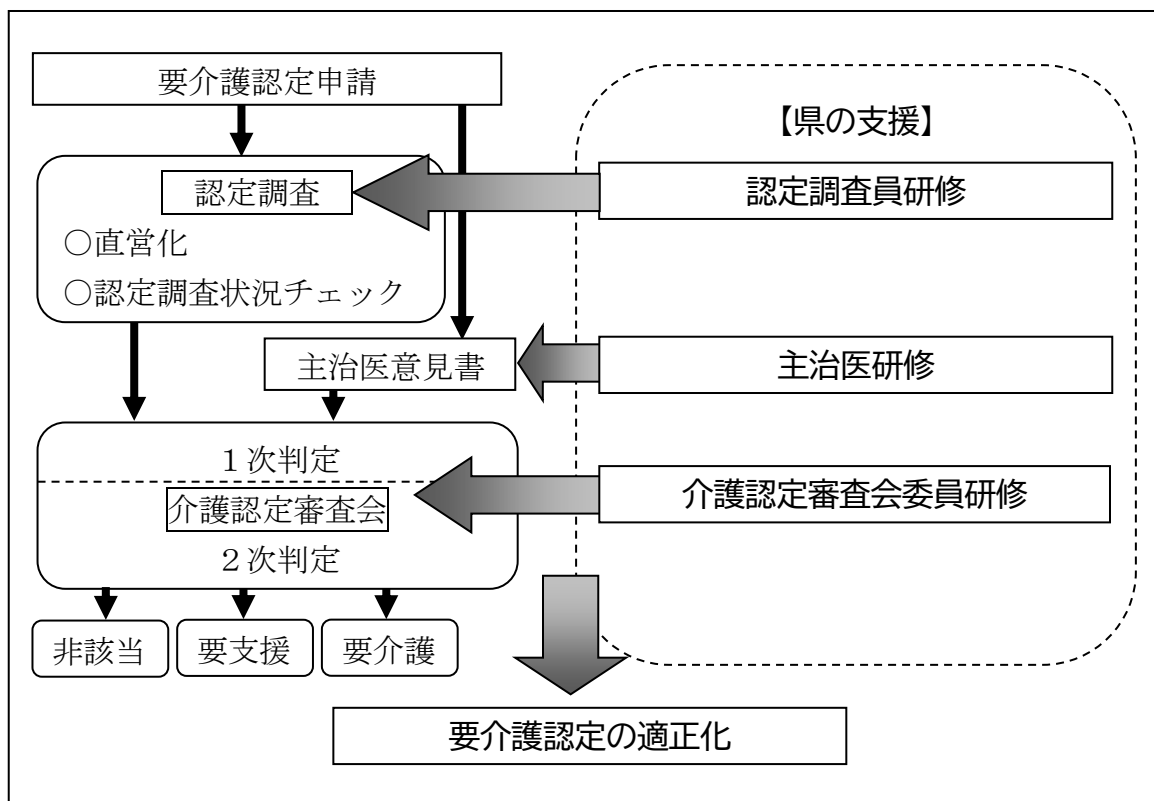 要介護認定申請
【県の支援】
認定調査
認定調査員研修
○直営化
○認定調査状況チェック
主治医意見書
主治医研修
１次判定
介護認定審査会
介護認定審査会委員研修
２次判定
非該当
要支援
要介護
要介護認定の適正化